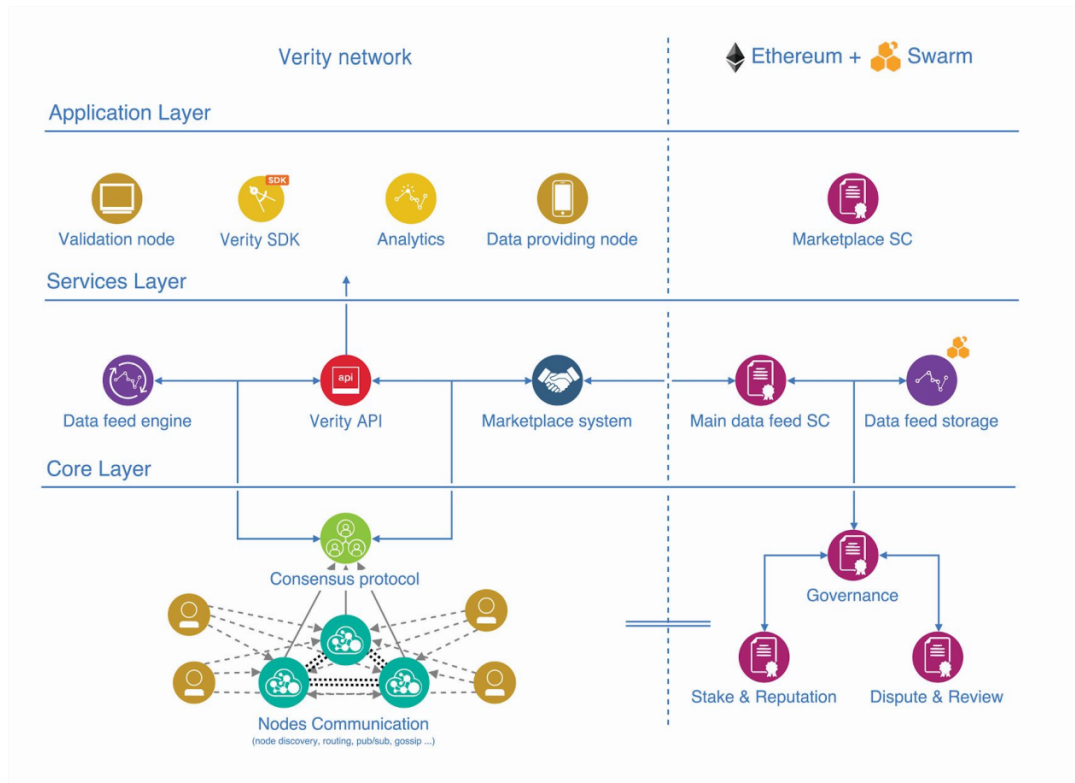 Verity network
Ethereum + Swarm
Application Layer
SDK
Validation node
Verity SDK
Analytics
Data providing node
Marketplace SC
Services Layer
api
Data feed engine
Verity API
Marketplace system
Main data feed SC
Data feed storage
Core Layer
Consensus protocol
Governance
Stake & Reputation
Dispute & Review
Nodes Communication
(node discovery, routing, pub/sub, gossip ...)